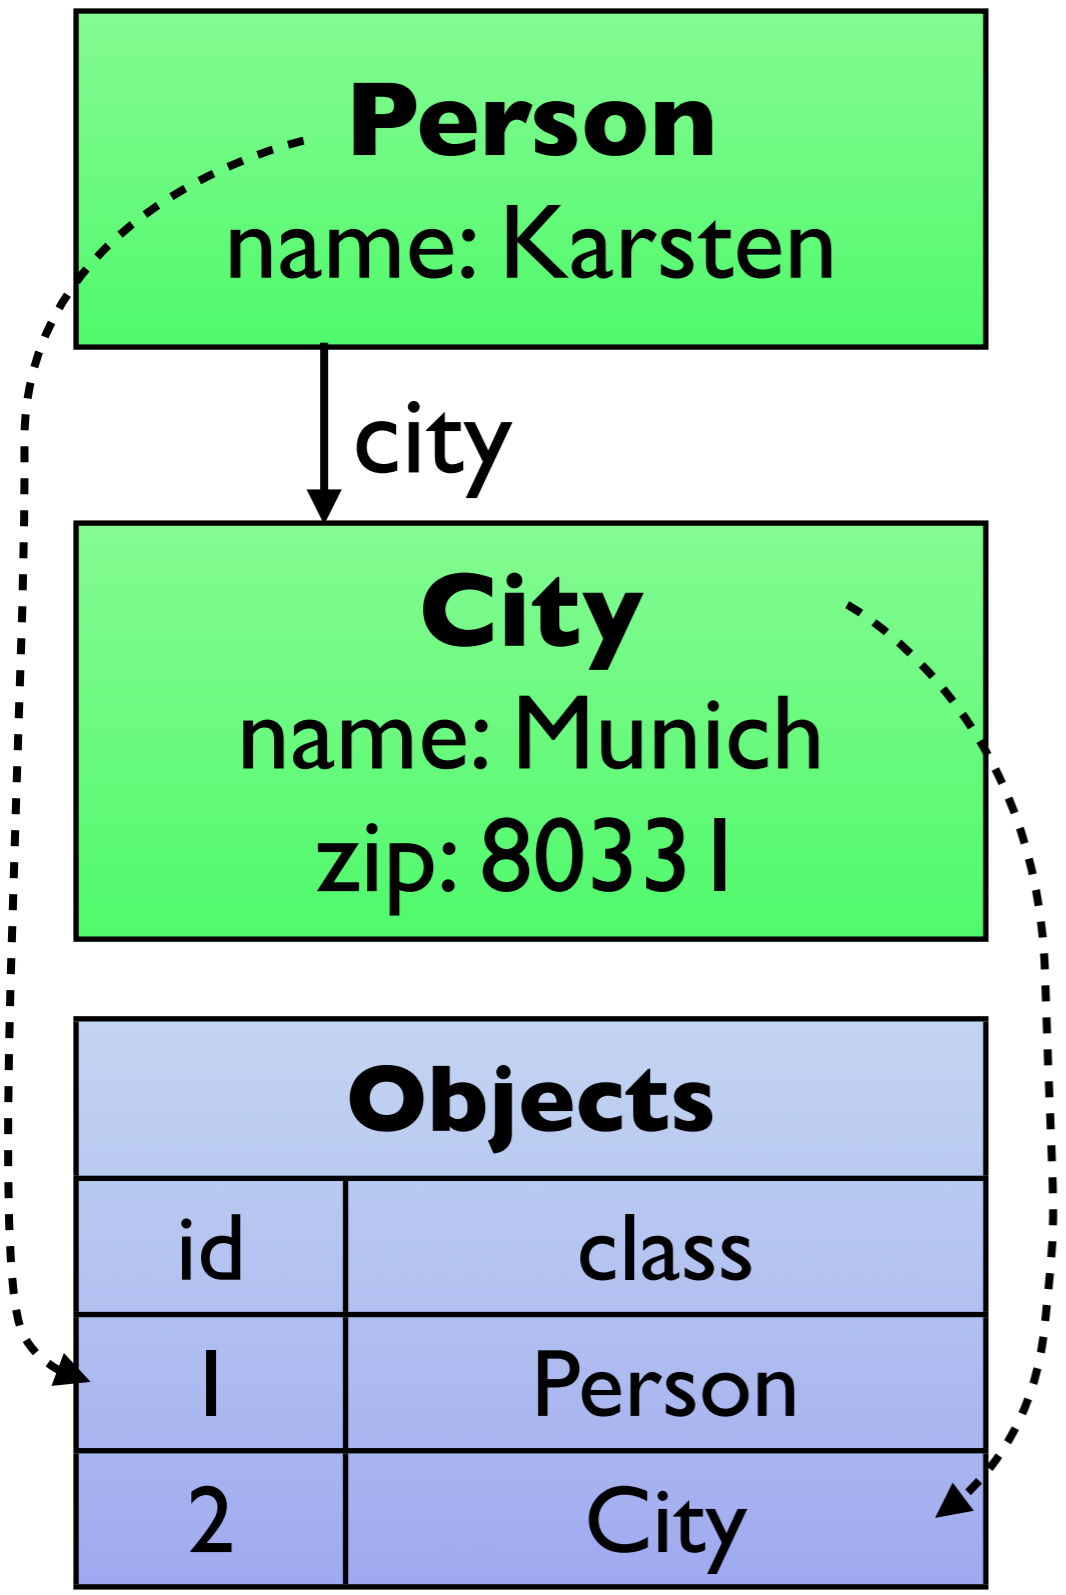 Person
name: Karsten
city
City
name: Munich
zip: 80331
Objects
id class
1 Person
2 City